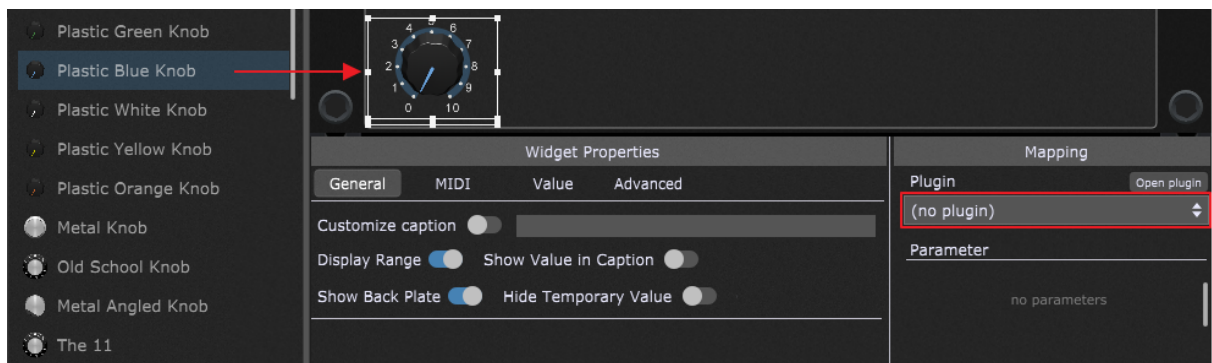 Plastic Green Knob
Plastic Blue Knob
Plastic White Knob
Plastic Yellow Knob
Plastic Orange Knob
Metal Knob
Old School Knob
Metal Angled Knob
The 11
0 1 2 3 4 5 6 7 8 9 10
Widget Properties
General MIDI Value Advanced
Customize caption
Display Range Show Value in Caption
Show Back Plate Hide Temporary Value
Mapping
Plugin Open plugin
(no plugin)
Parameter
no parameters